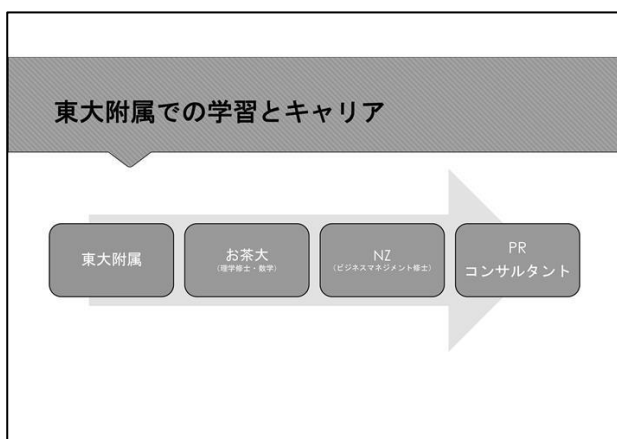 東大附属での学習とキャリア
東大附属
お茶大
(理学修士・数学)
NZ
(ビジネスマネジメント修士)
PR
コンサルタント